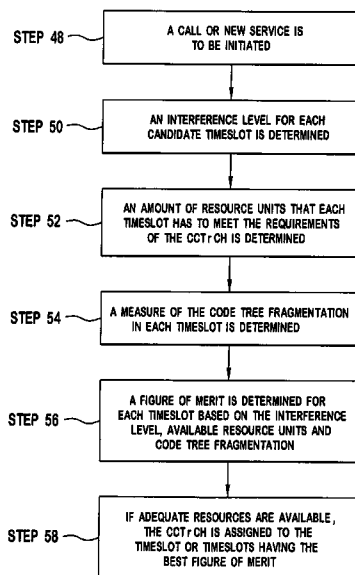 STEP 48
A CALL OR NEW SERVICE IS
TO BE INITIATED
STEP 50
AN INTERFERENCE LEVEL FOR EACH
CANDIDATE TIMESLOT IS DETERMINED
STEP 52
AN AMOUNT OF RESOURCE UNITS THAT EACH
TIMESLOT HAS TO MEET THE REQUIREMENTS
OF THE CCTrCH IS DETERMINED
STEP 54
A MEASURE OF THE CODE TREE FRAGMENTATION
IN EACH TIMESLOT IS DETERMINED
STEP 56
A FIGURE OF MERIT IS DETERMINED FOR
EACH TIMESLOT BASED ON THE INTERFERENCE
LEVEL, AVAILABLE RESOURCE UNITS AND
CODE TREE FRAGMENTATION
STEP 58
IF ADEQUATE RESOURCES ARE AVAILABLE,
THE CCTrCH IS ASSIGNED TO THE
TIMESLOT OR TIMESLOTS HAVING THE
BEST FIGURE OF MERIT